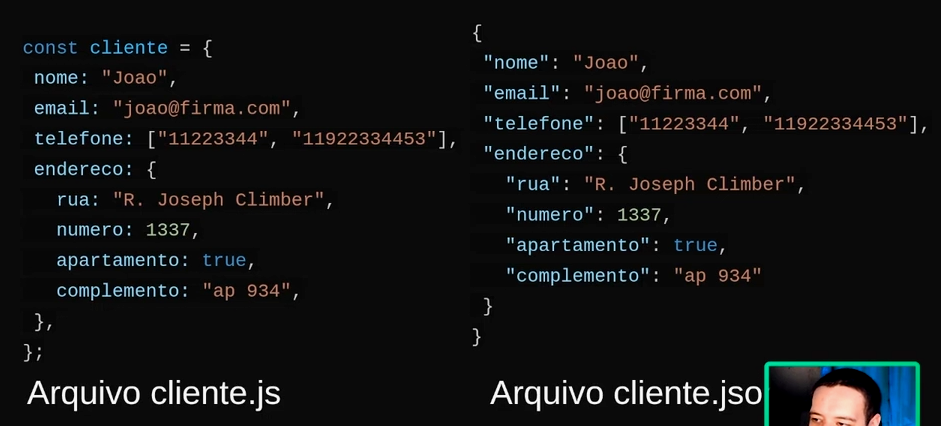 const cliente = {
nome: "Joao",
email: "joao@firma.com",
telefone: ["11223344", "11922334453"],
endereco: {
rua: "R. Joseph Climber",
numero: 1337,
apartamento: true,
complemento: "ap 934",
},
};
Arquivo cliente.js
{
"nome": "Joao",
"email": "joao@firma.com",
"telefone": ["11223344", "11922334453"],
"endereco": {
"rua": "R. Joseph Climber",
"numero": 1337,
"apartamento": true,
"complemento": "ap 934"
}
}
Arquivo cliente.jso